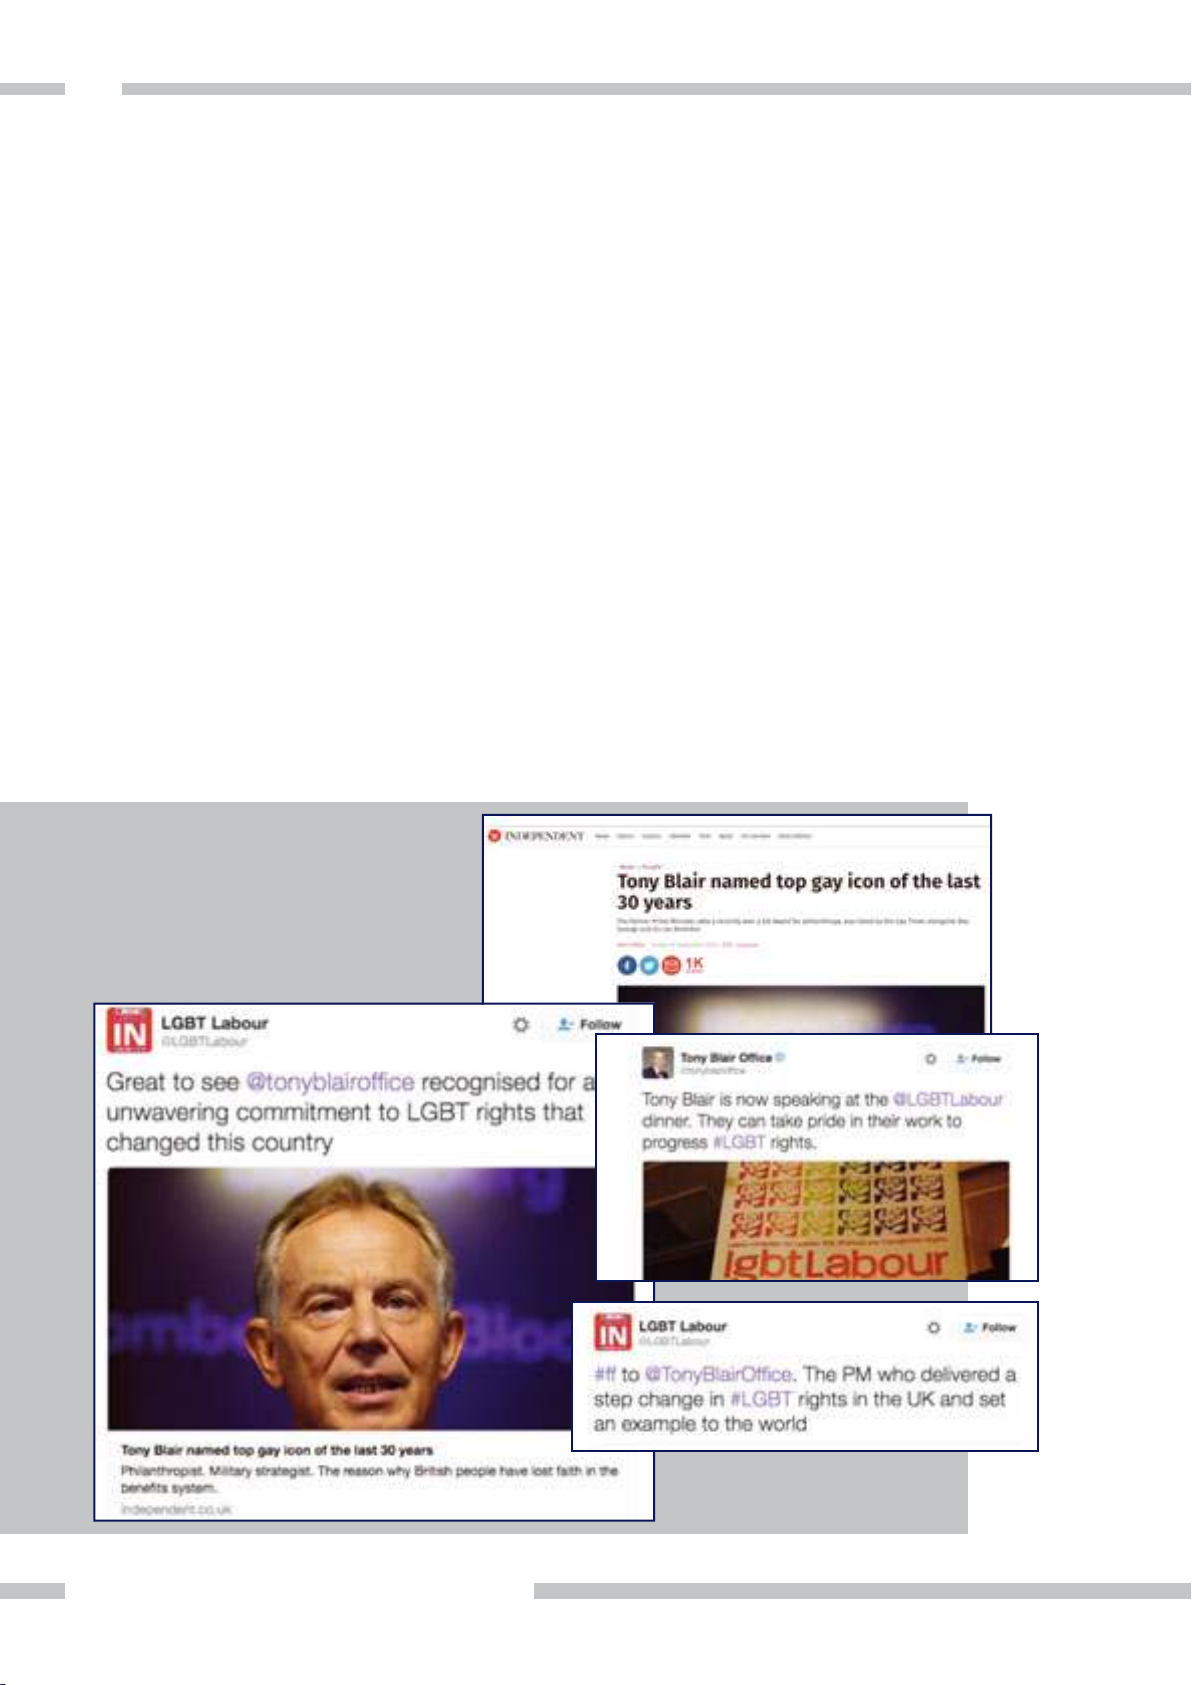 INDEPENDENT
Tony Blair named top gay icon of the last
30 years
1K
LGBT Labour
@LGBTLabour
Follow
Great to see @tonyblairoffice recognised for a
unwavering commitment to LGBT rights that
changed this country
Tony Blair named top gay icon of the last 30 years
Philanthropist. Military strategist. The reason why British people have lost faith in the
benefits system.
independent.co.uk
Tony Blair Office
@tonyblairoffice
Follow
Tony Blair is now speaking at the @LGBTLabour
dinner. They can take pride in their work to
progress #LGBT rights.
lgbtLabour
IN
LGBT Labour
@LGBTLabour
Follow
#ff to @TonyBlairOffice. The PM who delivered a
step change in #LGBT rights in the UK and set
an example to the world